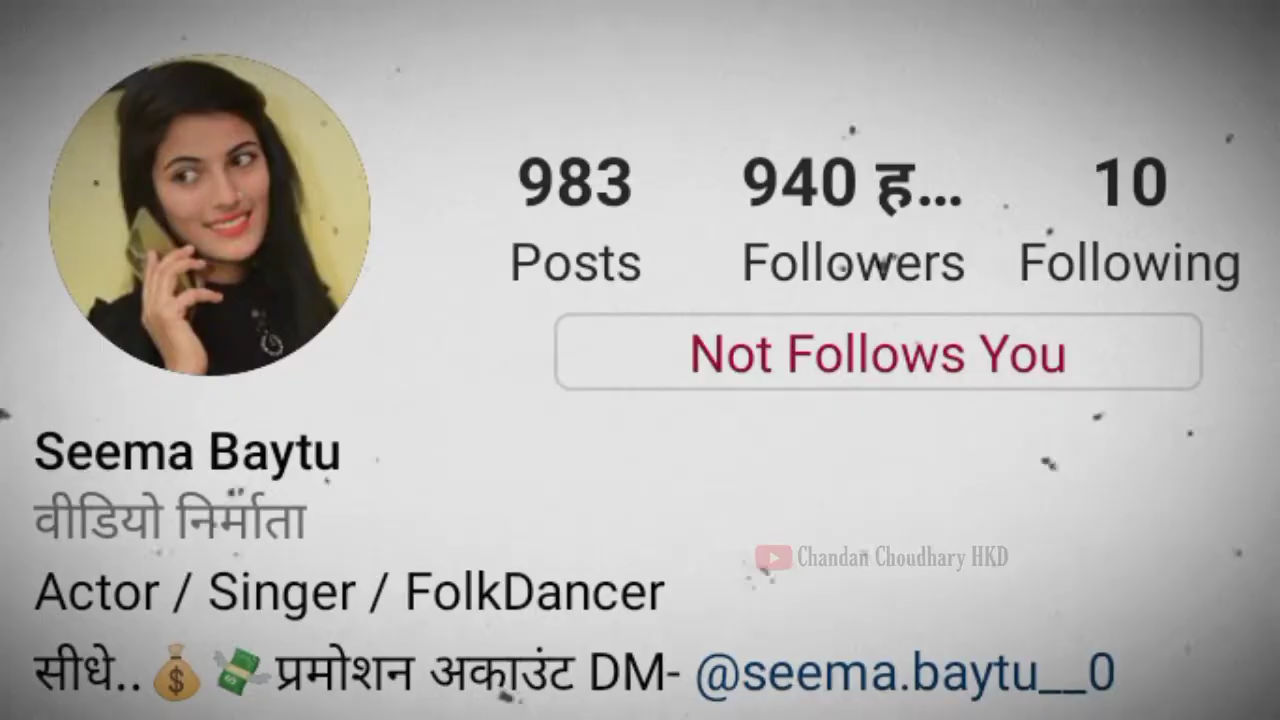 983 940 ह... 10
Posts Followers Following
Not Follows You
Seema Baytu
वीडियो निर्माता
Chandan Choudhary HKD
Actor / Singer / FolkDancer
सीधे..💰💸प्रमोशन अकाउंट DM- @seema.baytu__0